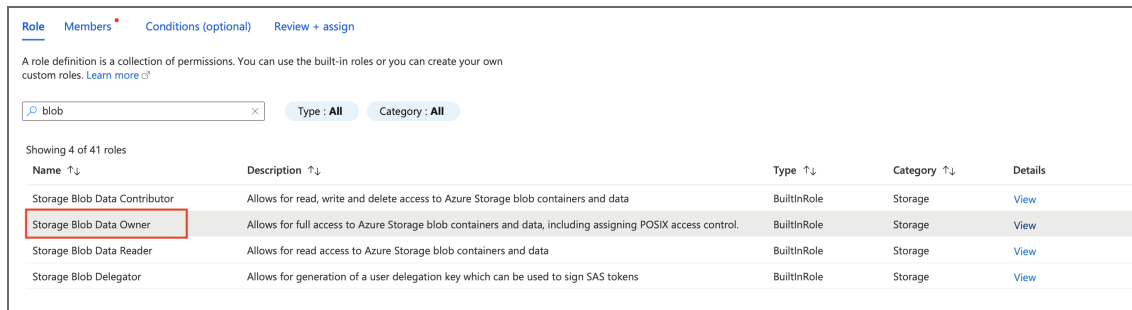 Role Members Conditions (optional) Review + assign
A role definition is a collection of permissions. You can use the built-in roles or you can create your own
custom roles. Learn more
blob Type : All Category : All
Showing 4 of 41 roles
Name ↑↓ Description ↑↓ Type ↑↓ Category ↑↓ Details
Storage Blob Data Contributor Allows for read, write and delete access to Azure Storage blob containers and data BuiltInRole Storage View
Storage Blob Data Owner Allows for full access to Azure Storage blob containers and data, including assigning POSIX access control. BuiltInRole Storage View
Storage Blob Data Reader Allows for read access to Azure Storage blob containers and data BuiltInRole Storage View
Storage Blob Delegator Allows for generation of a user delegation key which can be used to sign SAS tokens BuiltInRole Storage View